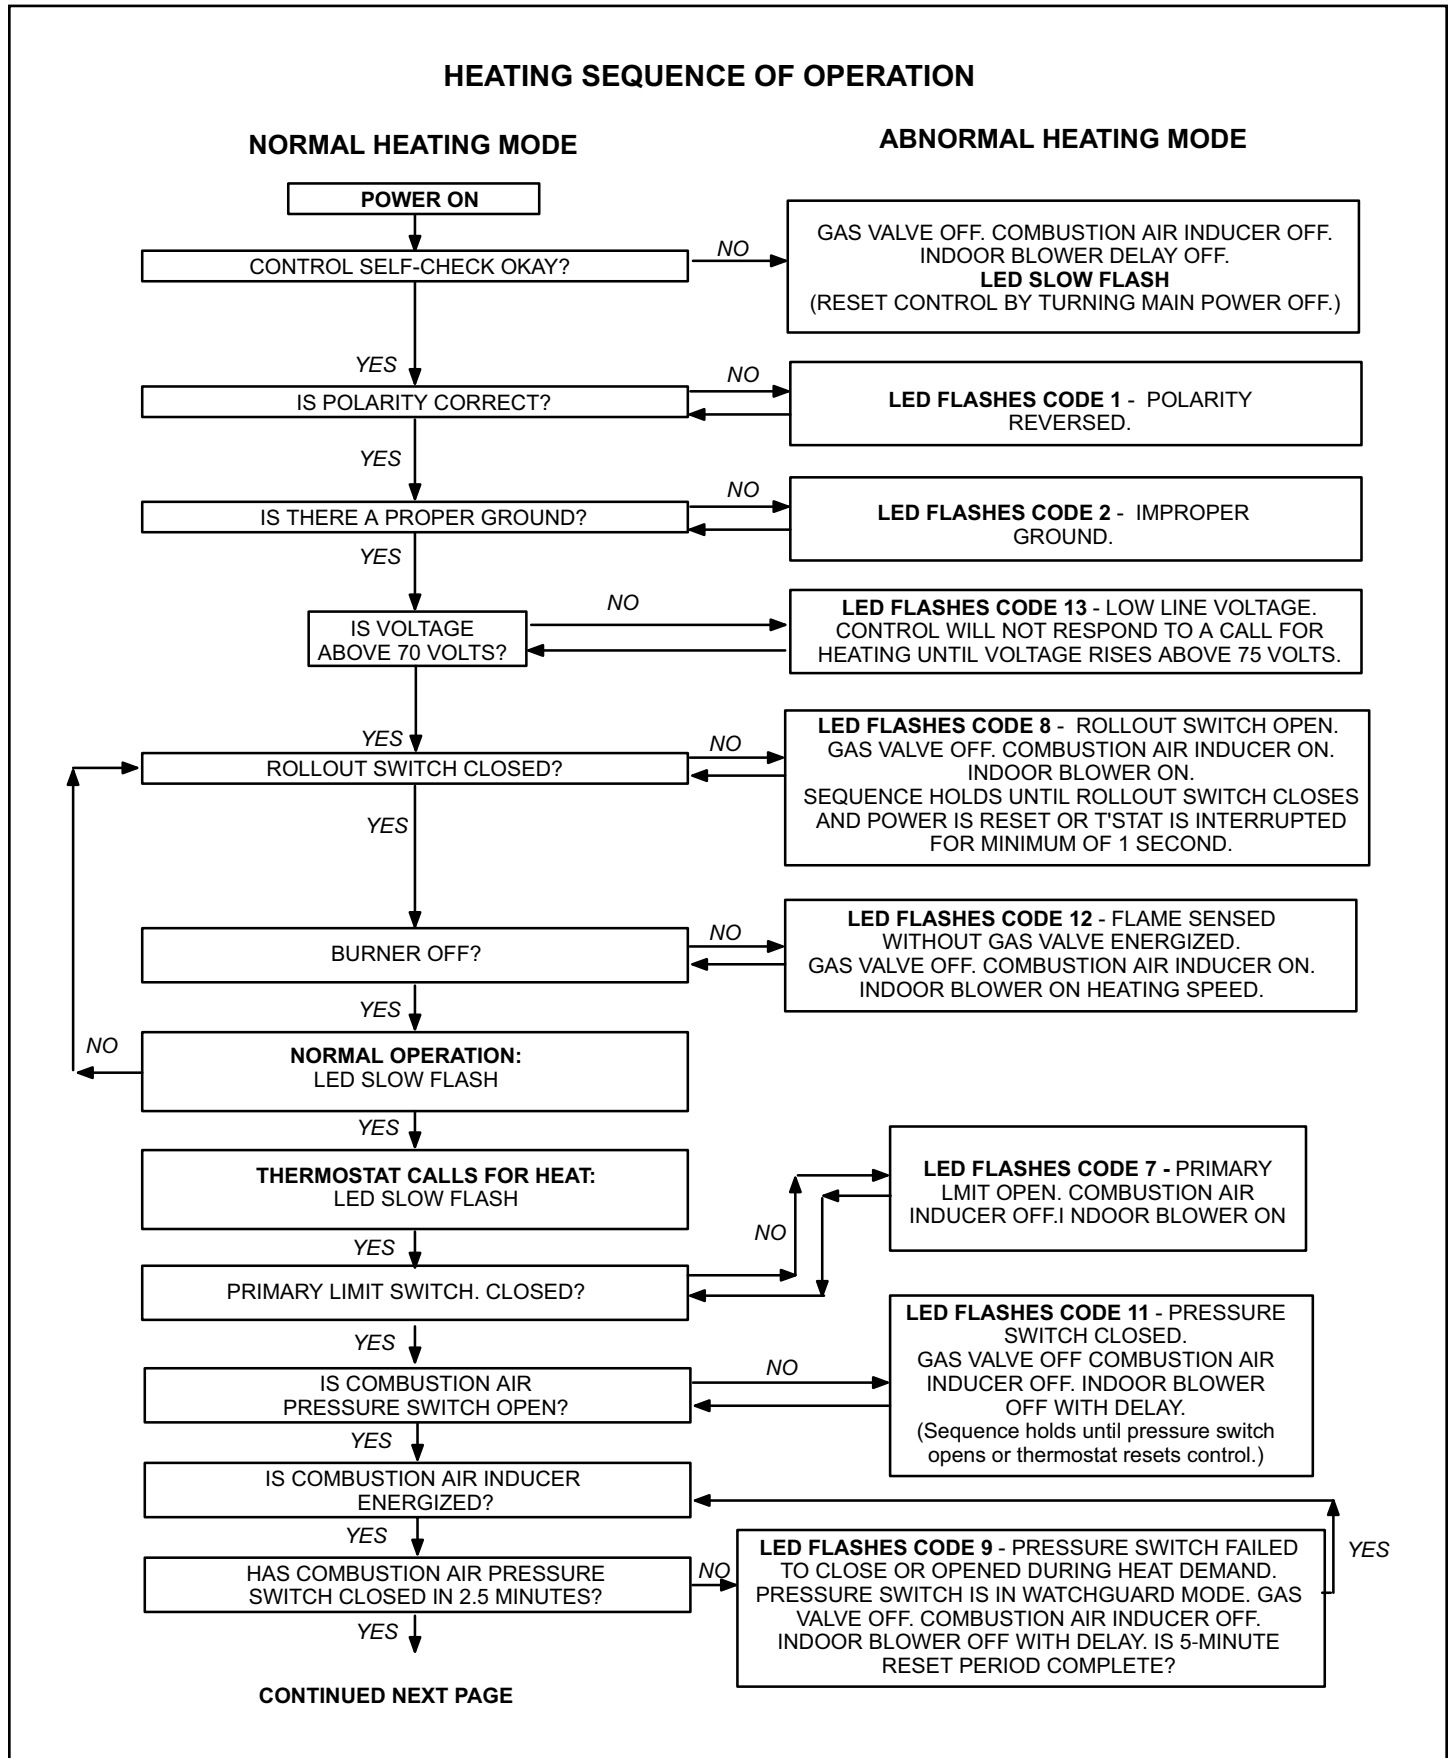 HEATING SEQUENCE OF OPERATION
NORMAL HEATING MODE
ABNORMAL HEATING MODE
POWER ON
CONTROL SELF-CHECK OKAY?
NO
GAS VALVE OFF. COMBUSTION AIR INDUCER OFF.
INDOOR BLOWER DELAY OFF.
LED SLOW FLASH
(RESET CONTROL BY TURNING MAIN POWER OFF.)
YES
IS POLARITY CORRECT?
NO
LED FLASHES CODE 1 - POLARITY
REVERSED.
YES
IS THERE A PROPER GROUND?
NO
LED FLASHES CODE 2 - IMPROPER
GROUND.
YES
IS VOLTAGE
ABOVE 70 VOLTS?
NO
LED FLASHES CODE 13 - LOW LINE VOLTAGE.
CONTROL WILL NOT RESPOND TO A CALL FOR
HEATING UNTIL VOLTAGE RISES ABOVE 75 VOLTS.
YES
ROLLOUT SWITCH CLOSED?
NO
LED FLASHES CODE 8 - ROLLOUT SWITCH OPEN.
GAS VALVE OFF. COMBUSTION AIR INDUCER ON.
INDOOR BLOWER ON.
SEQUENCE HOLDS UNTIL ROLLOUT SWITCH CLOSES
AND POWER IS RESET OR T'STAT IS INTERRUPTED
FOR MINIMUM OF 1 SECOND.
YES
BURNER OFF?
NO
LED FLASHES CODE 12 - FLAME SENSED
WITHOUT GAS VALVE ENERGIZED.
GAS VALVE OFF. COMBUSTION AIR INDUCER ON.
INDOOR BLOWER ON HEATING SPEED.
YES
NO
NORMAL OPERATION:
LED SLOW FLASH
YES
THERMOSTAT CALLS FOR HEAT:
LED SLOW FLASH
NO
LED FLASHES CODE 7 - PRIMARY
LMIT OPEN. COMBUSTION AIR
INDUCER OFF.I NDOOR BLOWER ON
YES
PRIMARY LIMIT SWITCH. CLOSED?
YES
IS COMBUSTION AIR
PRESSURE SWITCH OPEN?
NO
LED FLASHES CODE 11 - PRESSURE
SWITCH CLOSED.
GAS VALVE OFF COMBUSTION AIR
INDUCER OFF. INDOOR BLOWER
OFF WITH DELAY.
(Sequence holds until pressure switch
opens or thermostat resets control.)
YES
IS COMBUSTION AIR INDUCER
ENERGIZED?
YES
HAS COMBUSTION AIR PRESSURE
SWITCH CLOSED IN 2.5 MINUTES?
NO
LED FLASHES CODE 9 - PRESSURE SWITCH FAILED
TO CLOSE OR OPENED DURING HEAT DEMAND.
PRESSURE SWITCH IS IN WATCHGUARD MODE. GAS
VALVE OFF. COMBUSTION AIR INDUCER OFF.
INDOOR BLOWER OFF WITH DELAY. IS 5-MINUTE
RESET PERIOD COMPLETE?
YES
YES
CONTINUED NEXT PAGE